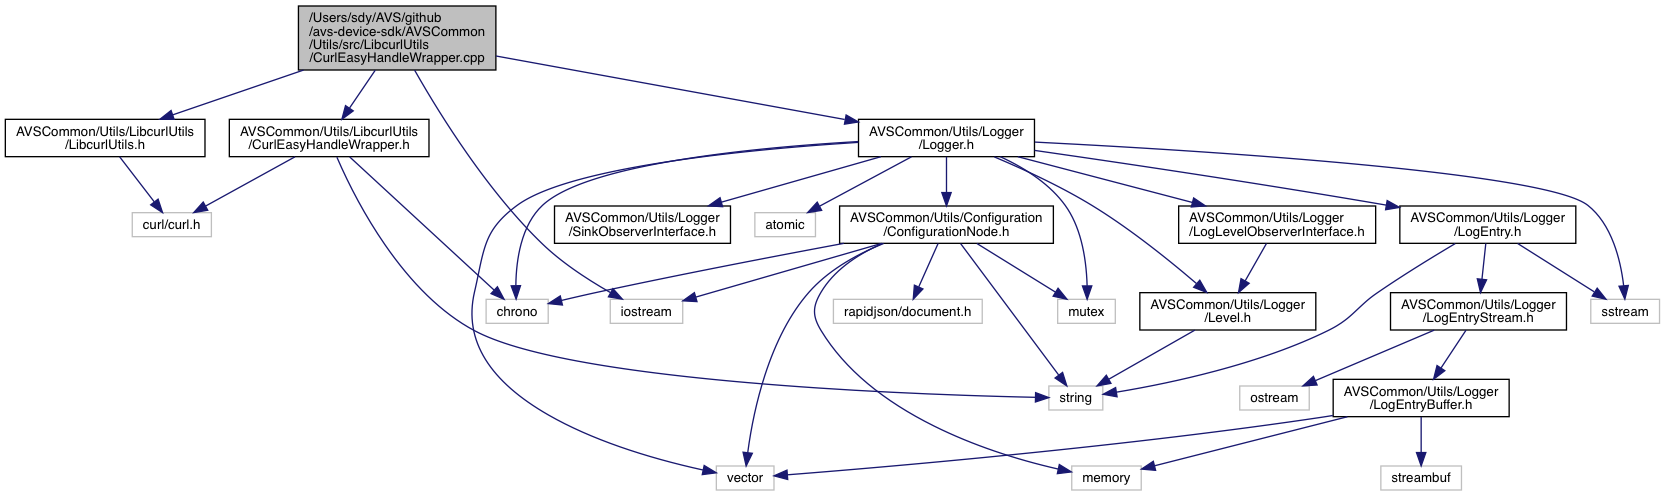 /Users/sdy/AVS/github
/avs-device-sdk/AVSCommon
/Utils/src/LibcurlUtils
/CurlEasyHandleWrapper.cpp
AVSCommon/Utils/LibcurlUtils
/LibcurlUtils.h
AVSCommon/Utils/LibcurlUtils
/CurlEasyHandleWrapper.h
AVSCommon/Utils/Logger
/Logger.h
curl/curl.h
AVSCommon/Utils/Logger
/SinkObserverInterface.h
atomic
AVSCommon/Utils/Configuration
/ConfigurationNode.h
AVSCommon/Utils/Logger
/LogLevelObserverInterface.h
AVSCommon/Utils/Logger
/LogEntry.h
chrono
iostream
rapidjson/document.h
mutex
AVSCommon/Utils/Logger
/Level.h
AVSCommon/Utils/Logger
/LogEntryStream.h
sstream
string
ostream
AVSCommon/Utils/Logger
/LogEntryBuffer.h
vector
memory
streambuf